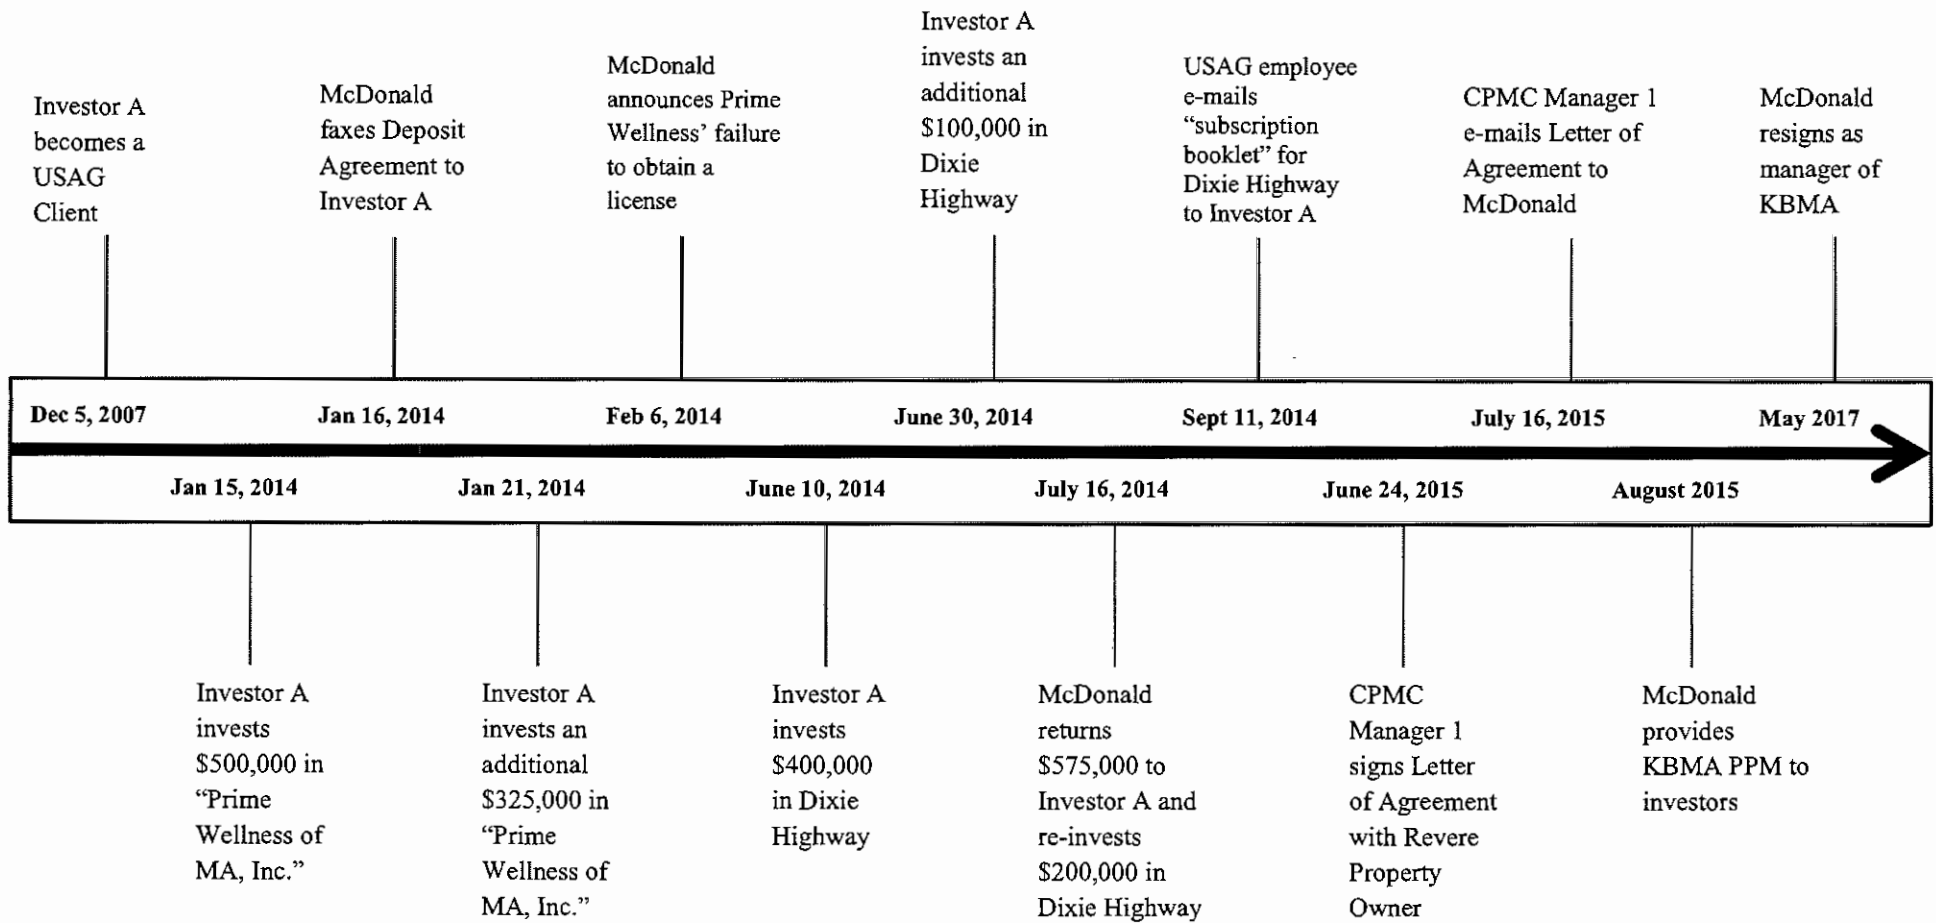 Investor A
becomes a
USAG
Client
McDonald
faxes Deposit
Agreement to
Investor A
McDonald
announces Prime
Wellness’ failure
to obtain a
license
Investor A
invests an
additional
$100,000 in
Dixie
Highway
USAG employee
e-mails
“subscription
booklet” for
Dixie Highway
to Investor A
CPMC Manager 1
e-mails Letter of
Agreement to
McDonald
McDonald
resigns as
manager of
KBMA
Dec 5, 2007
Jan 16, 2014
Feb 6, 2014
June 30, 2014
Sept 11, 2014
July 16, 2015
May 2017
Jan 15, 2014
Jan 21, 2014
June 10, 2014
July 16, 2014
June 24, 2015
August 2015
Investor A
invests
$500,000 in
“Prime
Wellness of
MA, Inc.”
Investor A
invests an
additional
$325,000 in
“Prime
Wellness of
MA, Inc.”
Investor A
invests
$400,000
in Dixie
Highway
McDonald
returns
$575,000 to
Investor A and
re-invests
$200,000 in
Dixie Highway
CPMC
Manager 1
signs Letter
of Agreement
with Revere
Property
Owner
McDonald
provides
KBMA PPM to
investors